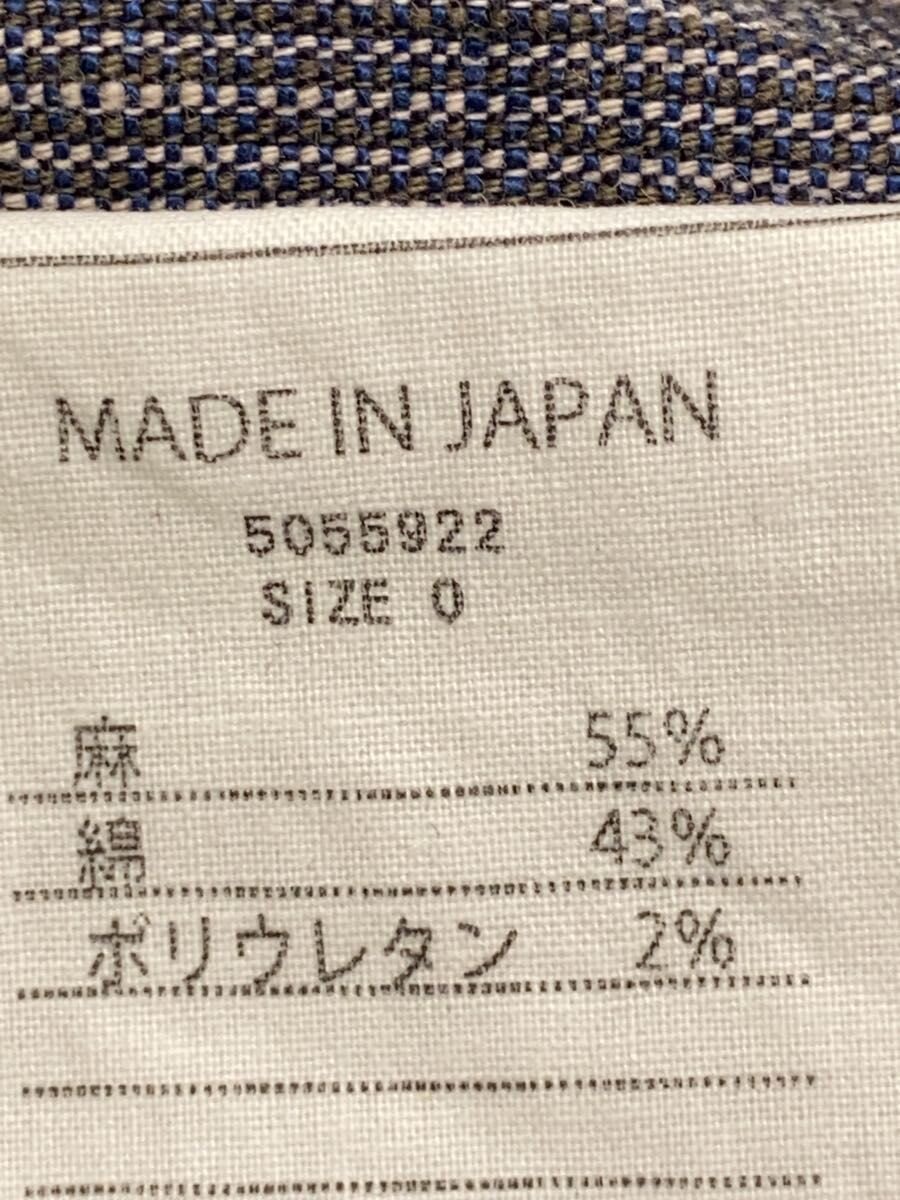 MADE IN JAPAN
5055922
SIZE 0
麻 55%
綿 43%
ポリウレタン 2%